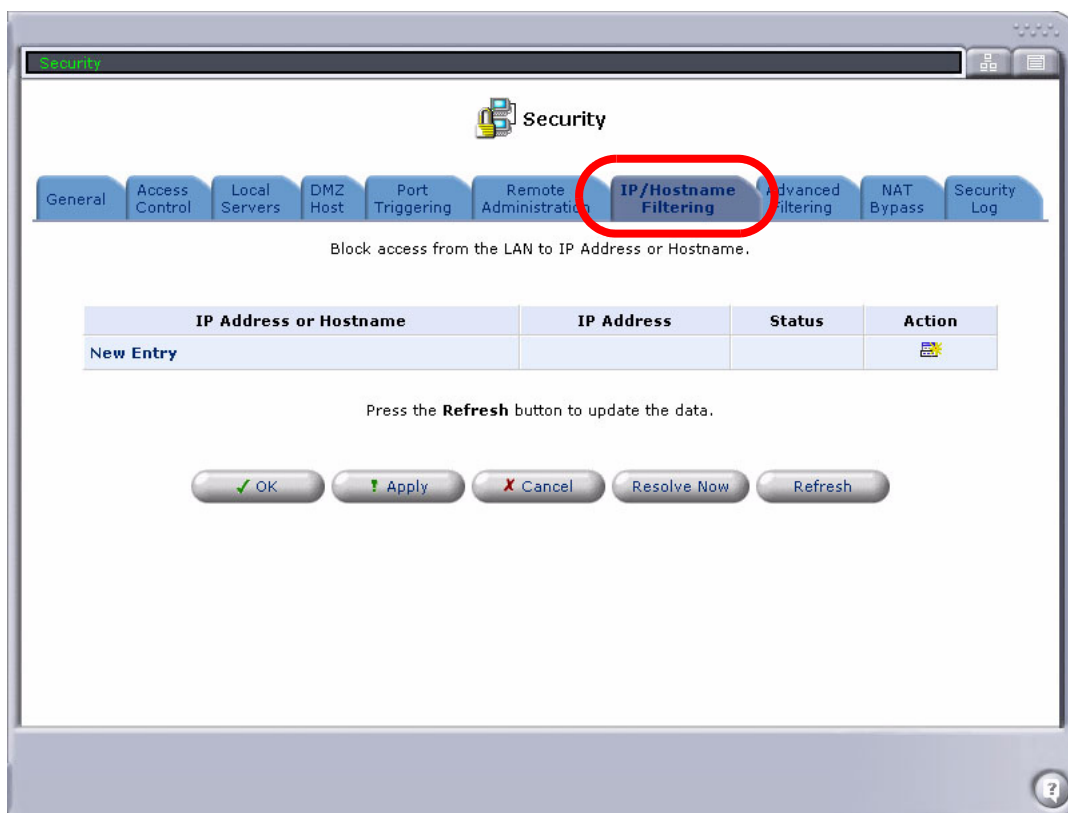 Security
Security
General
Access Control
Local Servers
DMZ Host
Port Triggering
Remote Administration
IP/Hostname Filtering
Advanced Filtering
NAT Bypass
Security Log
Block access from the LAN to IP Address or Hostname.
IP Address or Hostname IP Address Status Action
New Entry
Press the Refresh button to update the data.
OK Apply Cancel Resolve Now Refresh
?